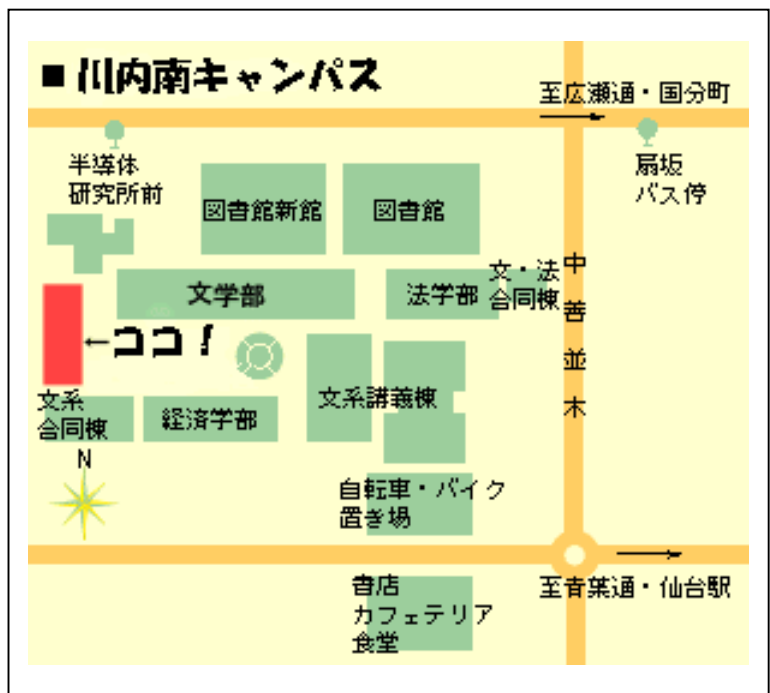 ■川内南キャンパス
至広瀬通・国分町
半導体
研究所前
扇坂
バス停
図書館新館
図書館
文学部
法学部
文・法
合同棟
中善並木
←ココ！
文系講義棟
文系
合同棟
経済学部
N
自転車・バイク
置き場
至青葉通・仙台駅
書店
カフェテリア
食堂